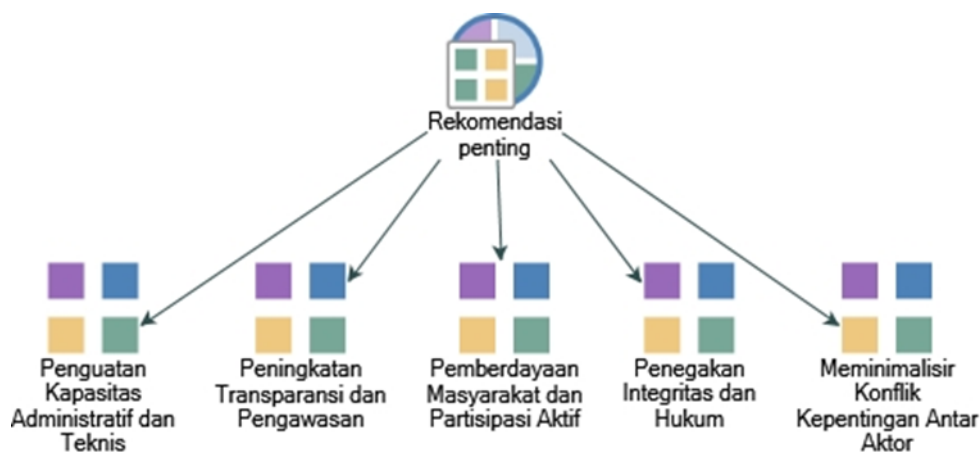 Rekomendasi
penting
Penguatan
Kapasitas
Administratif dan
Teknis
Peningkatan
Transparansi dan
Pengawasan
Pemberdayaan
Masyarakat dan
Partisipasi Aktif
Penegakan
Integritas dan
Hukum
Meminimalisir
Konflik
Kepentingan Antar
Aktor